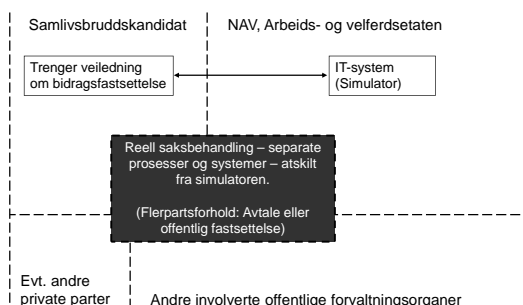 Samlivsbruddskandidat
NAV, Arbeids- og velferdsetaten
Trenger veiledning
om bidragsfastsettelse
IT-system
(Simulator)
Reell saksbehandling – separate
prosesser og systemer – atskilt
fra simulatoren.
(Flerpartsforhold: Avtale eller
offentlig fastsettelse)
Evt. andre
private parter
Andre involverte offentlige forvaltningsorganer